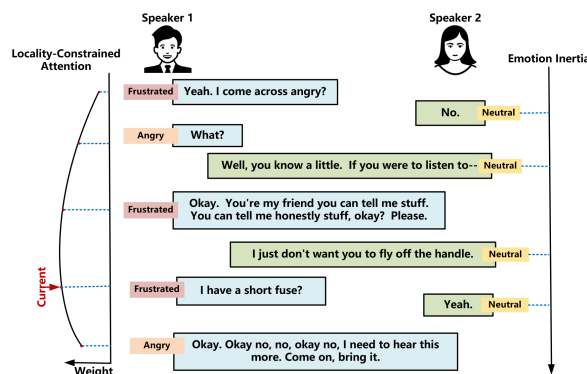 Speaker 1
Speaker 2
Locality-Constrained
Attention
Emotion Inertia
Frustrated
Yeah. I come across angry?
No.
Neutral
Angry
What?
Well, you know a little. If you were to listen to--
Neutral
Frustrated
Okay. You're my friend you can tell me stuff.
You can tell me honestly stuff, okay? Please.
I just don't want you to fly off the handle.
Neutral
Current
Frustrated
I have a short fuse?
Yeah.
Neutral
Angry
Okay. Okay no, no, okay no, I need to hear this
more. Come on, bring it.
Weight